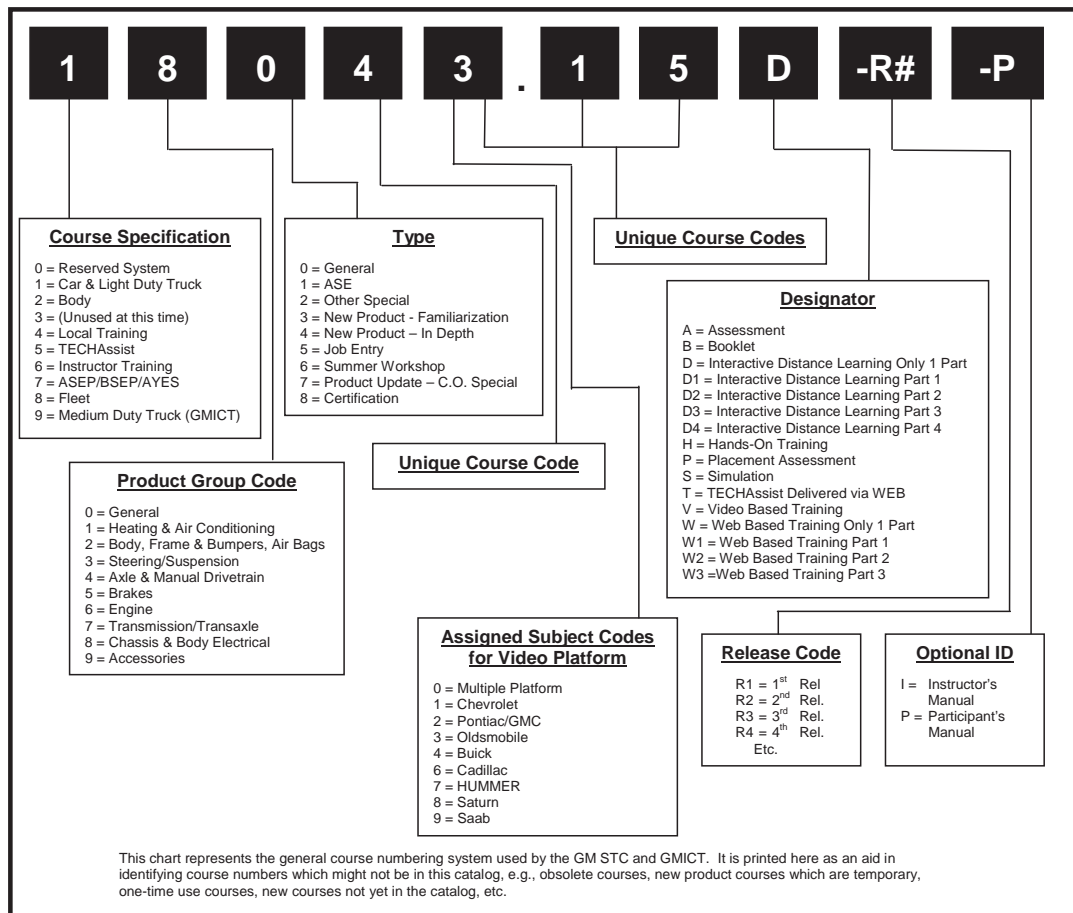 1 8 0 4 3 . 1 5 D -R# -P
Course Specification
0 = Reserved System
1 = Car & Light Duty Truck
2 = Body
3 = (Unused at this time)
4 = Local Training
5 = TECHAssist
6 = Instructor Training
7 = ASEP/BSEP/AYES
8 = Fleet
9 = Medium Duty Truck (GMICT)
Type
0 = General
1 = ASE
2 = Other Special
3 = New Product - Familiarization
4 = New Product – In Depth
5 = Job Entry
6 = Summer Workshop
7 = Product Update – C.O. Special
8 = Certification
Unique Course Codes
Designator
A = Assessment
B = Booklet
D = Interactive Distance Learning Only 1 Part
D1 = Interactive Distance Learning Part 1
D2 = Interactive Distance Learning Part 2
D3 = Interactive Distance Learning Part 3
D4 = Interactive Distance Learning Part 4
H = Hands-On Training
P = Placement Assessment
S = Simulation
T = TECHAssist Delivered via WEB
V = Video Based Training
W = Web Based Training Only 1 Part
W1 = Web Based Training Part 1
W2 = Web Based Training Part 2
W3 =Web Based Training Part 3
Product Group Code
0 = General
1 = Heating & Air Conditioning
2 = Body, Frame & Bumpers, Air Bags
3 = Steering/Suspension
4 = Axle & Manual Drivetrain
5 = Brakes
6 = Engine
7 = Transmission/Transaxle
8 = Chassis & Body Electrical
9 = Accessories
Unique Course Code
Assigned Subject Codes
for Video Platform
0 = Multiple Platform
1 = Chevrolet
2 = Pontiac/GMC
3 = Oldsmobile
4 = Buick
6 = Cadillac
7 = HUMMER
8 = Saturn
9 = Saab
Release Code
R1 = 1st Rel
R2 = 2nd Rel.
R3 = 3rd Rel.
R4 = 4th Rel.
Etc.
Optional ID
I = Instructor's
Manual
P = Participant's
Manual
This chart represents the general course numbering system used by the GM STC and GMICT. It is printed here as an aid in
identifying course numbers which might not be in this catalog, e.g., obsolete courses, new product courses which are temporary,
one-time use courses, new courses not yet in the catalog, etc.